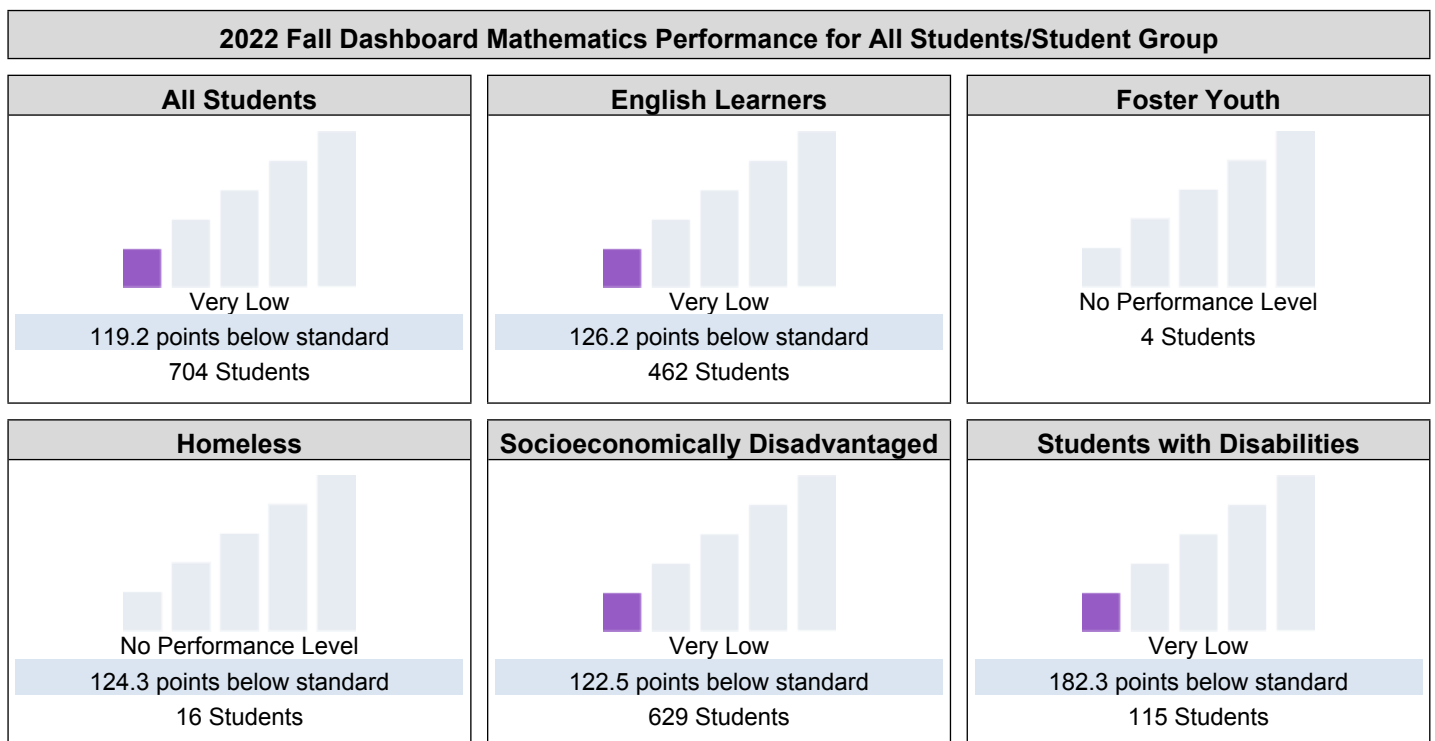 2022 Fall Dashboard Mathematics Performance for All Students/Student Group
All Students
Very Low
119.2 points below standard
704 Students
English Learners
Very Low
126.2 points below standard
462 Students
Foster Youth
No Performance Level
4 Students
Homeless
No Performance Level
124.3 points below standard
16 Students
Socioeconomically Disadvantaged
Very Low
122.5 points below standard
629 Students
Students with Disabilities
Very Low
182.3 points below standard
115 Students